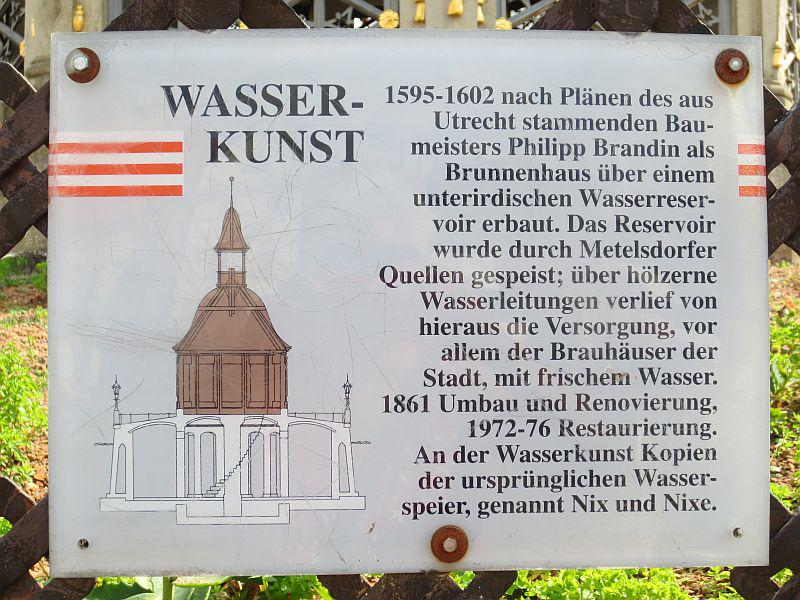 WASSER-
KUNST
1595-1602 nach Plänen des aus
Utrecht stammenden Bau-
meisters Philipp Brandin als
Brunnenhaus über einem
unterirdischen Wasserreser-
voir erbaut. Das Reservoir
wurde durch Metelsdorfer
Quellen gespeist; über hölzerne
Wasserleitungen verlief von
hieraus die Versorgung, vor
allem der Brauhäuser der
Stadt, mit frischem Wasser.
1861 Umbau und Renovierung,
1972-76 Restaurierung.
An der Wasserkunst Kopien
der ursprünglichen Wasser-
speier, genannt Nix und Nixe.